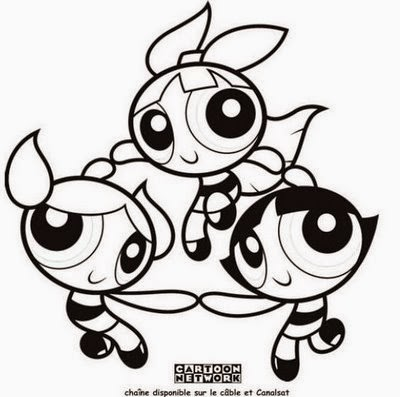 CARTOON
NETWORK
chaîne disponible sur le câble et Canalsat